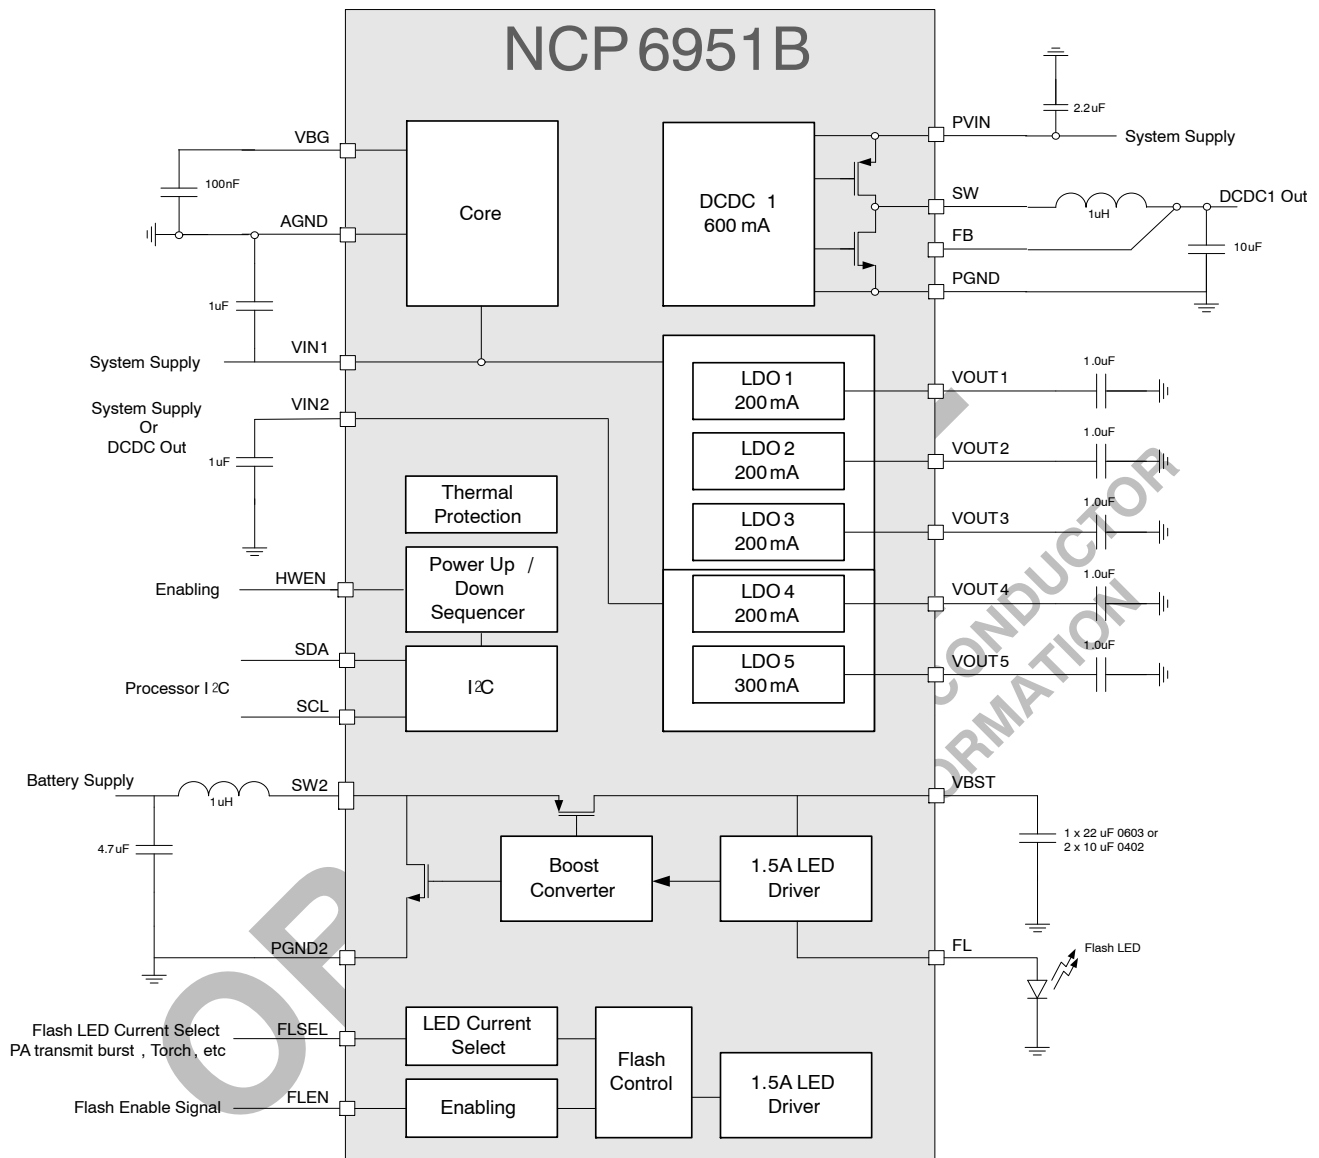 NCP 6951B
VBG
100nF
AGND
1uF
System Supply
VIN1
System Supply
Or
DCDC Out
VIN2
1uF
Enabling
HWEN
SDA
Processor I2C
SCL
Battery Supply
1uH
SW2
4.7uF
PGND2
Flash LED Current Select
PA transmit burst , Torch , etc
FLSEL
Flash Enable Signal
FLEN
Core
Thermal
Protection
Power Up /
Down
Sequencer
I2C
DCDC 1
600 mA
LDO 1
200 mA
LDO 2
200 mA
LDO 3
200 mA
LDO 4
200 mA
LDO 5
300 mA
Boost
Converter
1.5A LED
Driver
LED Current
Select
Enabling
Flash
Control
1.5A LED
Driver
PVIN
2.2uF
System Supply
SW
1uH
DCDC1 Out
FB
10uF
PGND
VOUT1
1.0uF
VOUT2
1.0uF
VOUT3
1.0uF
VOUT4
1.0uF
VOUT5
1.0uF
VBST
1 x 22 uF 0603 or
2 x 10 uF 0402
FL
Flash LED